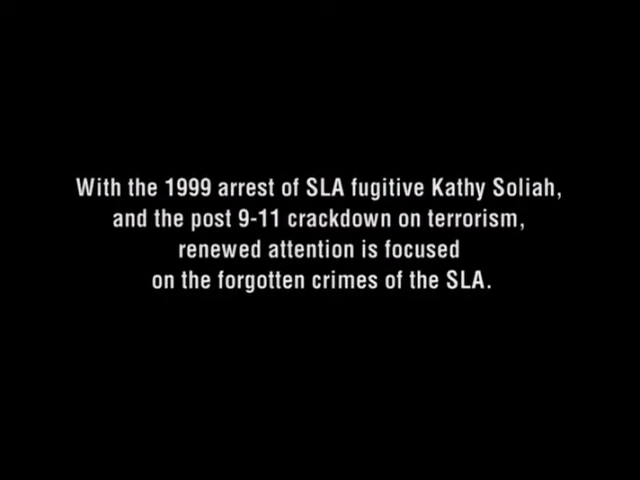 With the 1999 arrest of SLA fugitive Kathy Soliah,
and the post 9-11 crackdown on terrorism,
renewed attention is focused
on the forgotten crimes of the SLA.